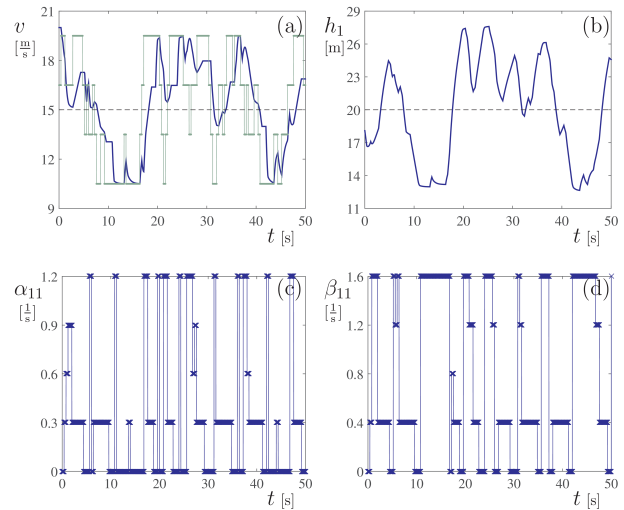 v
[m/s]
(a)
21
18
15
12
9
0 10 20 30 40 50
t [s]
h1
[m]
(b)
29
26
23
20
17
14
11
0 10 20 30 40 50
t [s]
α11
[1/s]
(c)
1.2
0.9
0.6
0.3
0
0 10 20 30 40 50
t [s]
β11
[1/s]
(d)
1.6
1.2
0.8
0.4
0
0 10 20 30 40 50
t [s]